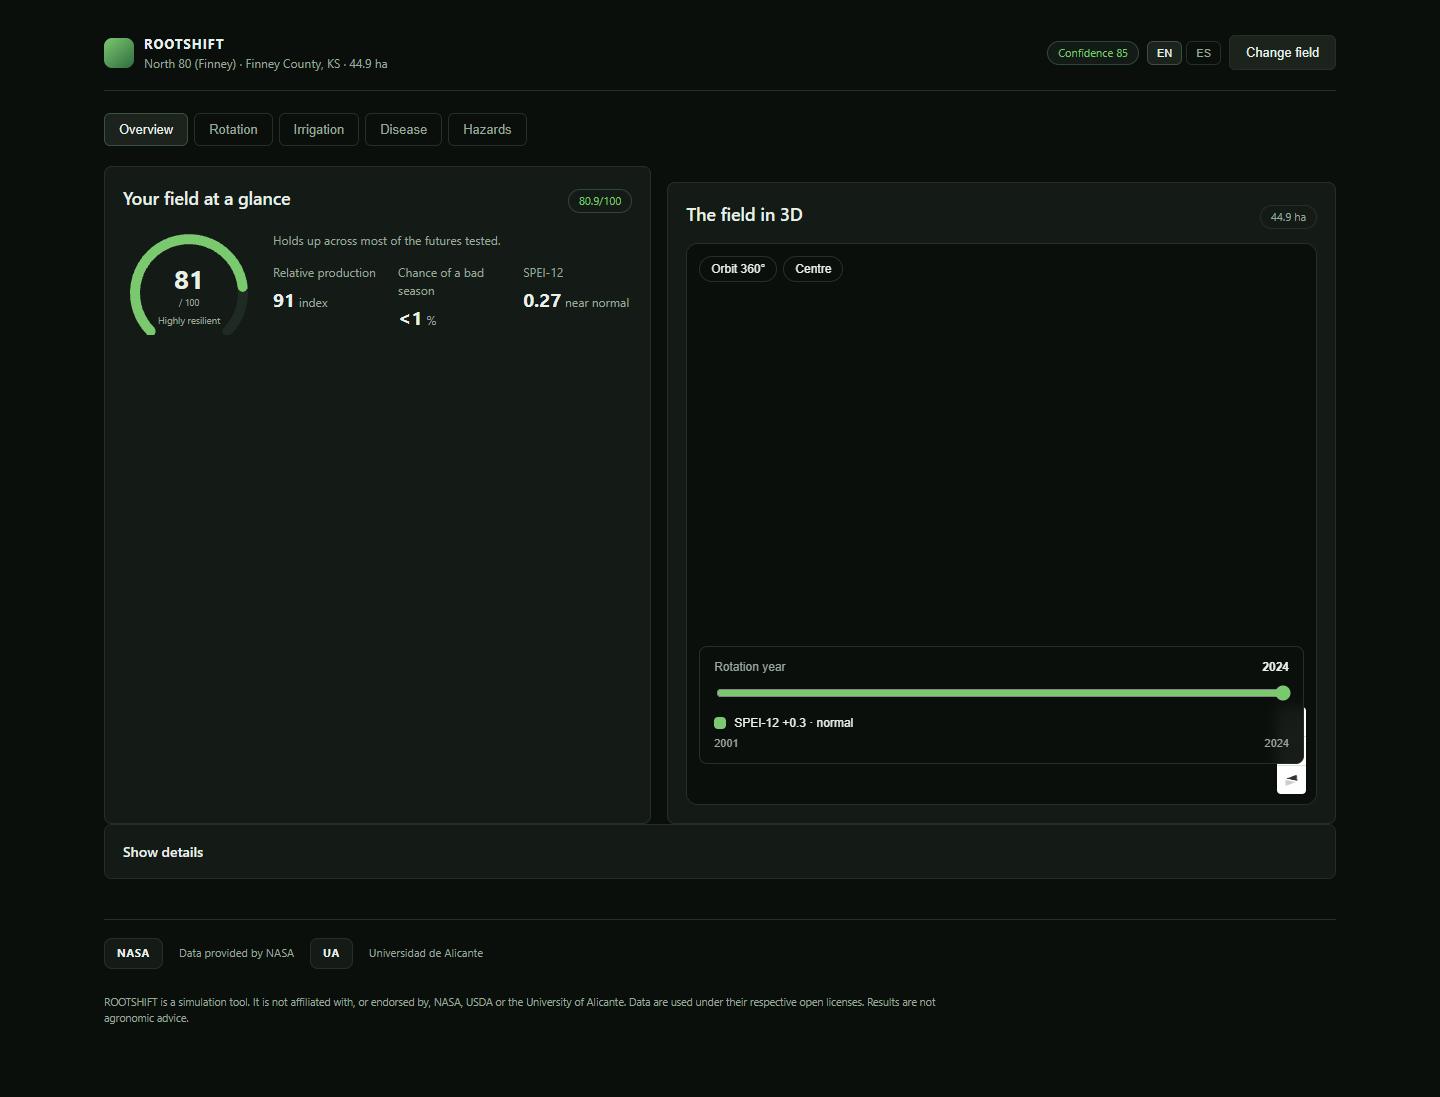 ROOTSHIFT
North 80 (Finney) · Finney County, KS · 44.9 ha
Confidence 85
EN
ES
Change field
Overview
Rotation
Irrigation
Disease
Hazards
Your field at a glance
80.9/100
81
/ 100
Highly resilient
Holds up across most of the futures tested.
Relative production
91 index
Chance of a bad
season
<1 %
SPEI-12
0.27 near normal
The field in 3D
44.9 ha
Orbit 360°
Centre
Rotation year
2024
SPEI-12 +0.3 · normal
2001
2024
Show details
NASA
Data provided by NASA
UA
Universidad de Alicante
ROOTSHIFT is a simulation tool. It is not affiliated with, or endorsed by, NASA, USDA or the University of Alicante. Data are used under their respective open licenses. Results are not
agronomic advice.